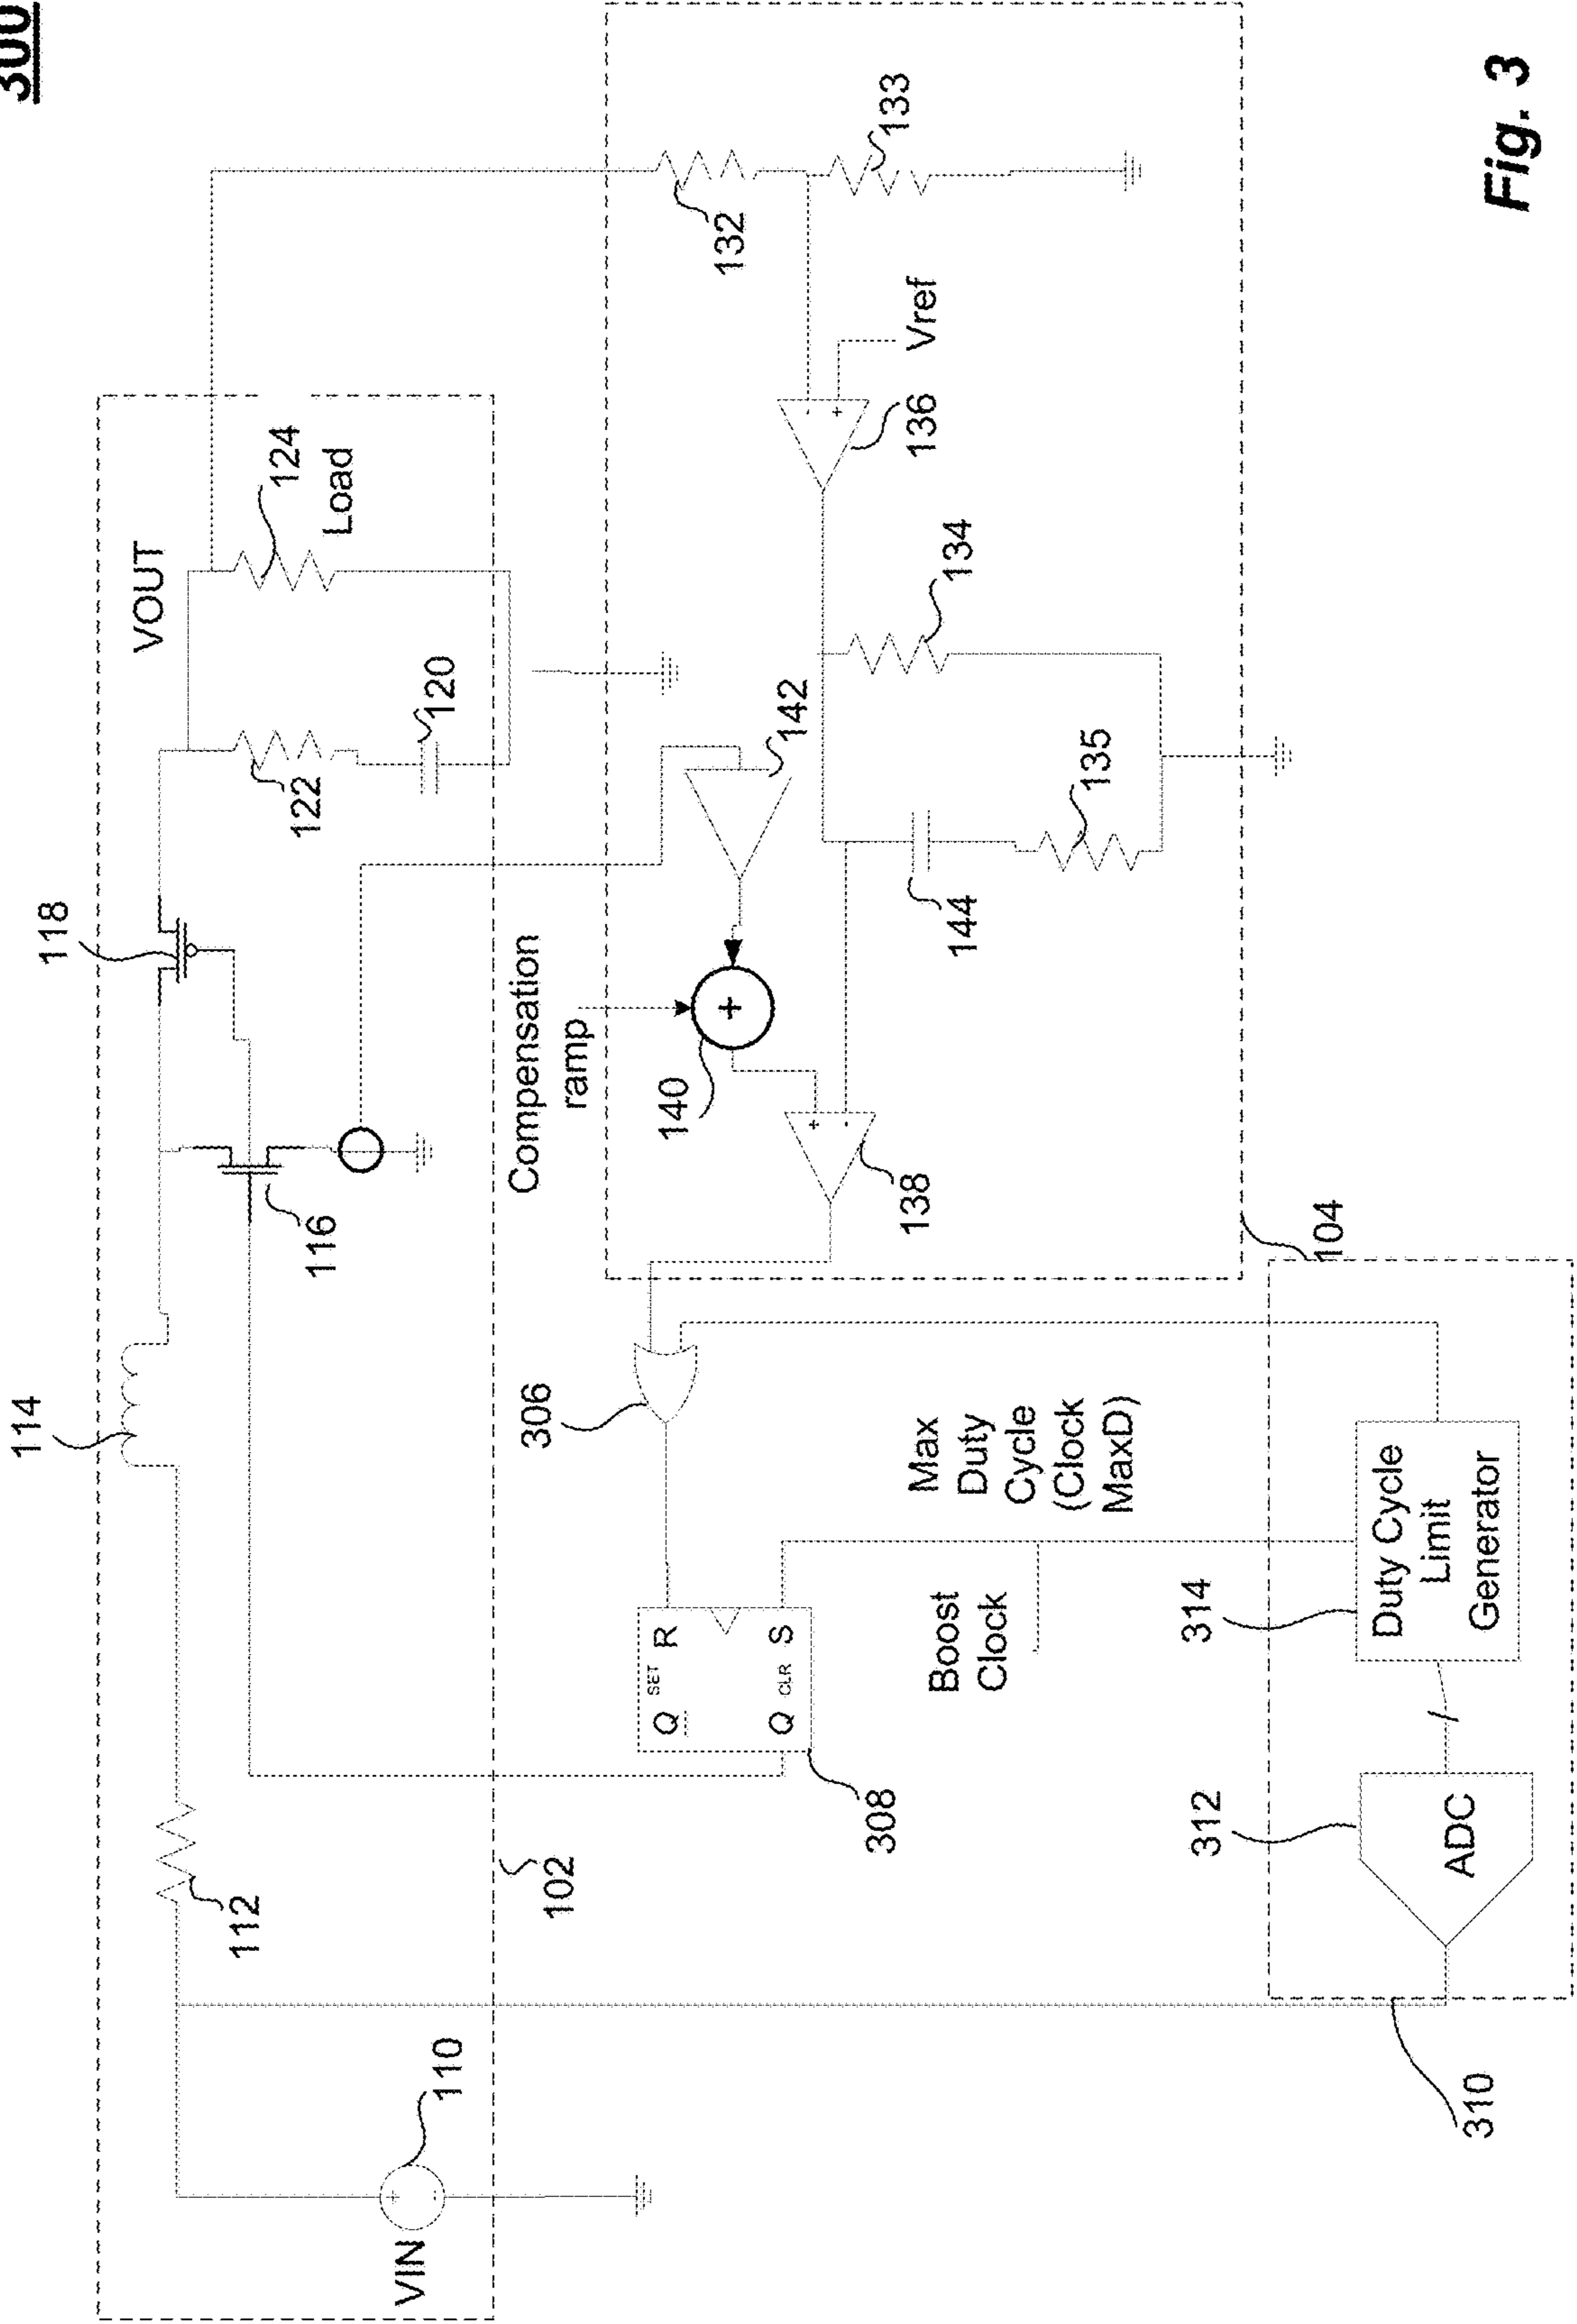 300
114
118
VOUT
124
Load
122
120
116
112
110
VIN
102
Compensation
ramp
306
140
+
142
132
133
+
-
Vref
136
134
135
144
+
-
138
104
Q SET R
Q CLR S
308
Boost
Clock
Max
Duty
Cycle
(Clock
MaxD)
314
Duty Cycle
Limit
Generator
312
ADC
310
Fig. 3